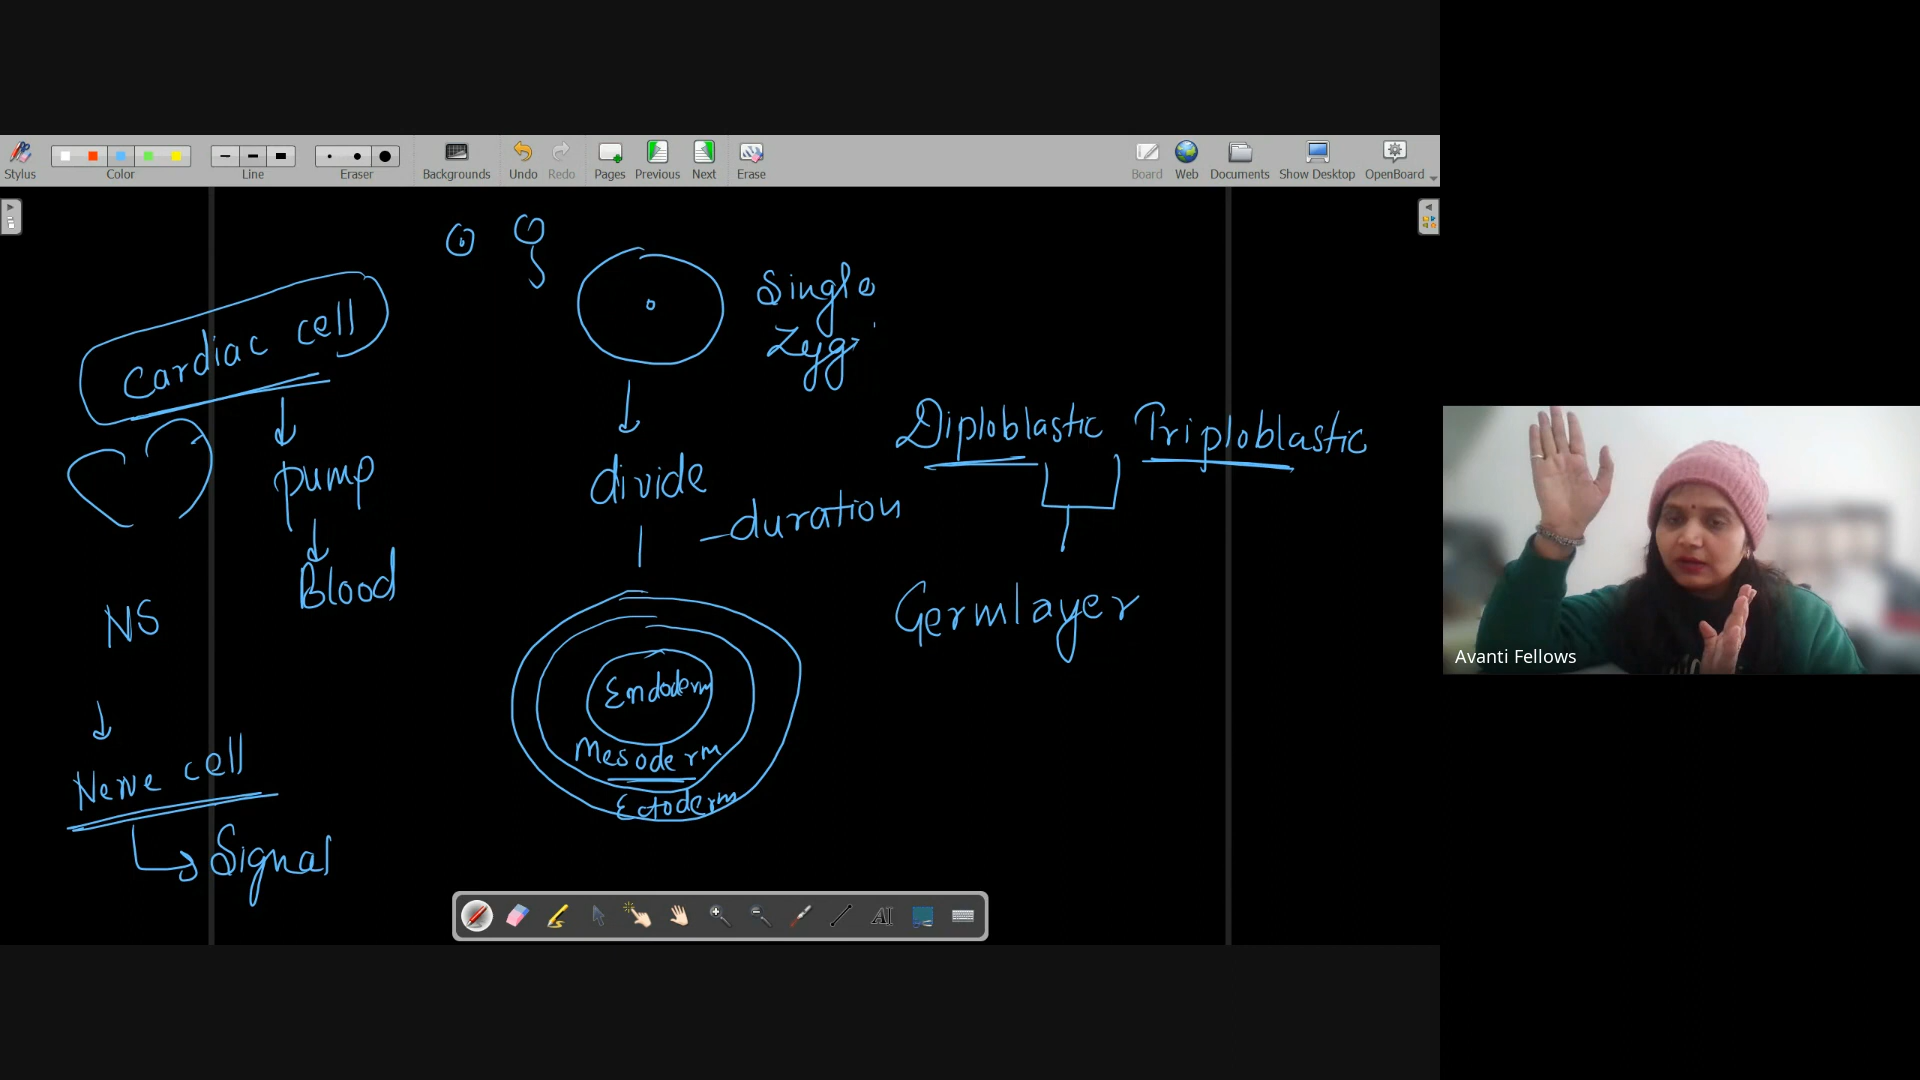 Stylus
Color
Line
Eraser
Backgrounds
Undo
Redo
Pages
Previous
Next
Erase
Board
Web
Documents
Show Desktop
OpenBoard
Single
Zyg
Cardiac cell
pump
Blood
NS
Nerve cell
Signal
divide
duration
Endoderm
Mesoderm
Ectoderm
Diploblastic Triploblastic
Germlayer
Avanti Fellows